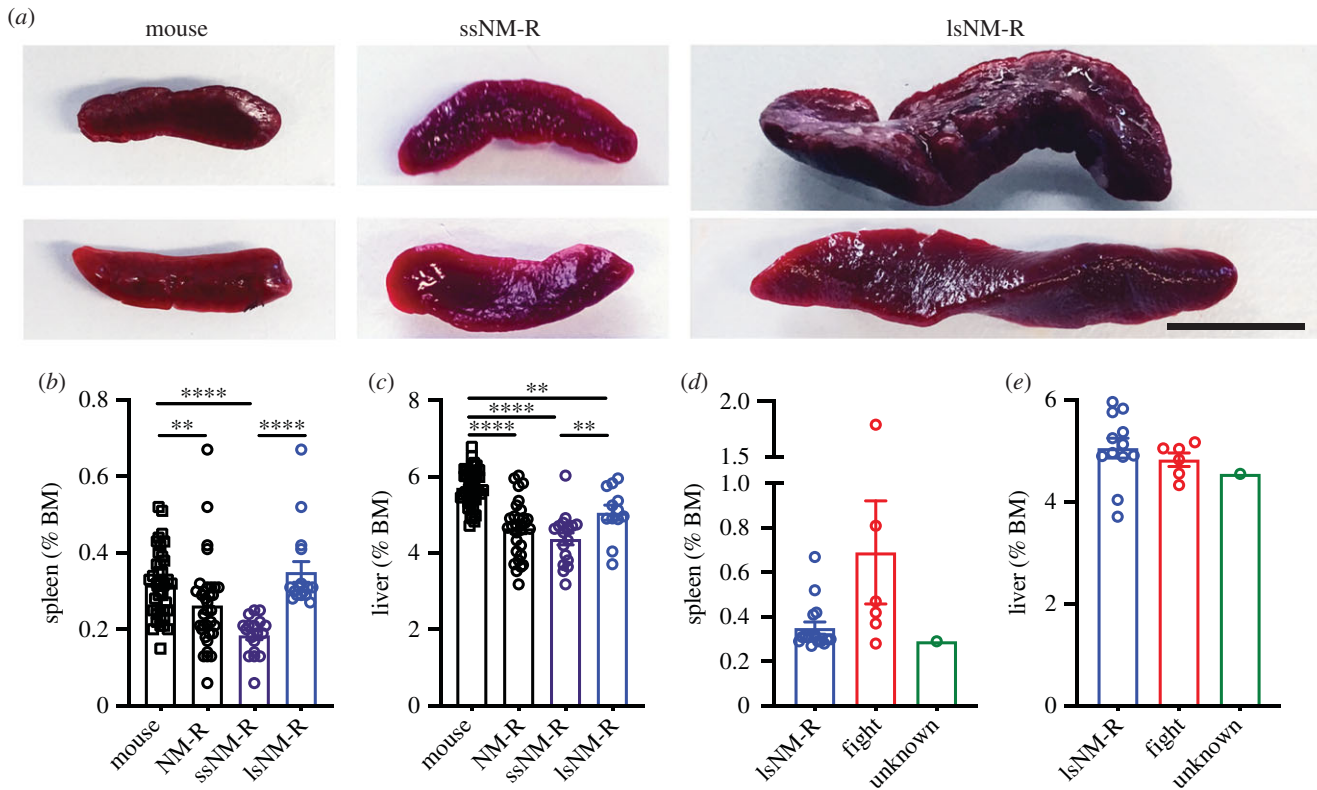 (a)
mouse
ssNM-R
lsNM-R
(b)
spleen (% BM)
0.8
0.6
0.4
0.2
0
****
**
****
mouse
NM-R
ssNM-R
lsNM-R
(c)
liver (% BM)
8
6
4
2
0
**
****
****
**
mouse
NM-R
ssNM-R
lsNM-R
(d)
spleen (% BM)
2.0
1.5
1.0
0.8
0.6
0.4
0.2
0
lsNM-R
fight
unknown
(e)
liver (% BM)
6
4
2
0
lsNM-R
fight
unknown